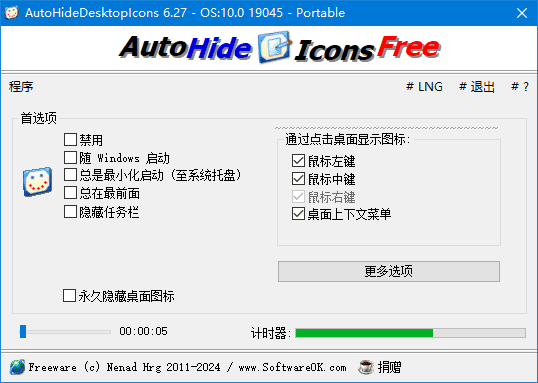 AutoHideDesktopIcons 6.27 - OS:10.0 19045 - Portable
AutoHide Icons Free
程序 # LNG # 退出 # ?
首选项
禁用
随 Windows 启动
总是最小化启动（至系统托盘）
总在最前面
隐藏任务栏
永久隐藏桌面图标
通过点击桌面显示图标:
鼠标左键
鼠标中键
鼠标右键
桌面上下文菜单
更多选项
00:00:05 计时器:
Freeware (c) Nenad Hrg 2011-2024 / www.SoftwareOK.com 捐赠